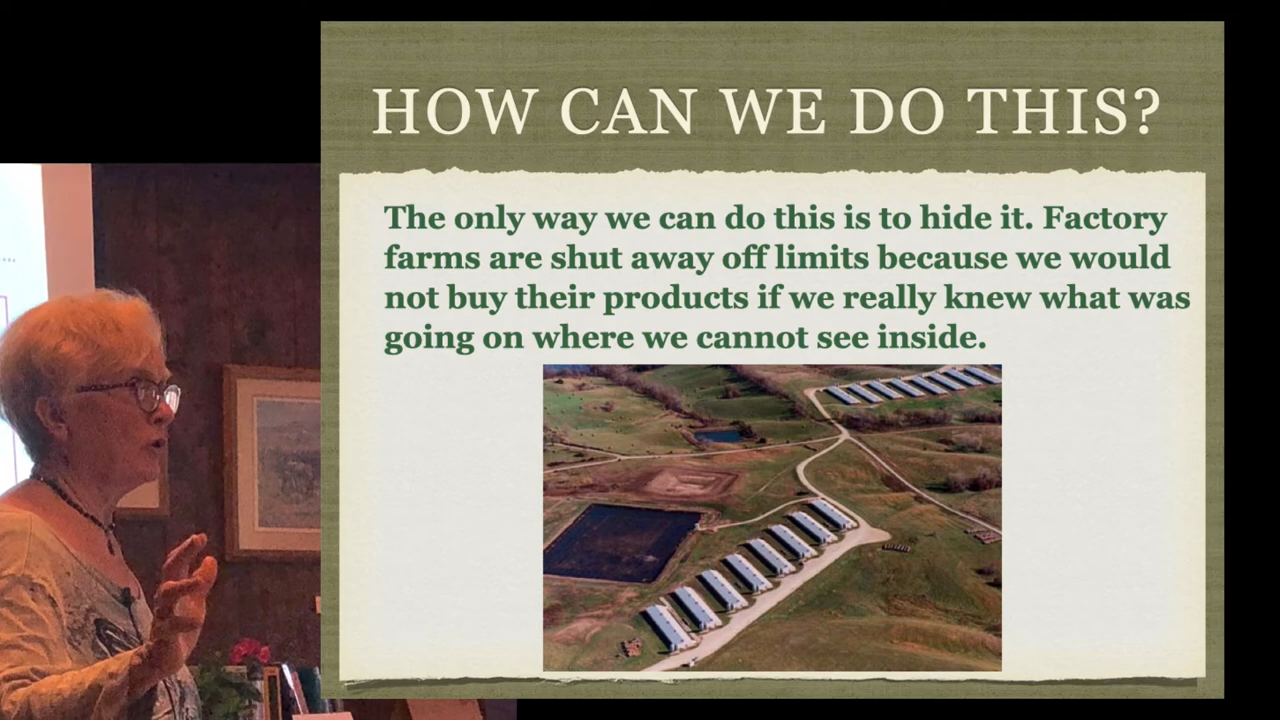 HOW CAN WE DO THIS?
The only way we can do this is to hide it. Factory
farms are shut away off limits because we would
not buy their products if we really knew what was
going on where we cannot see inside.